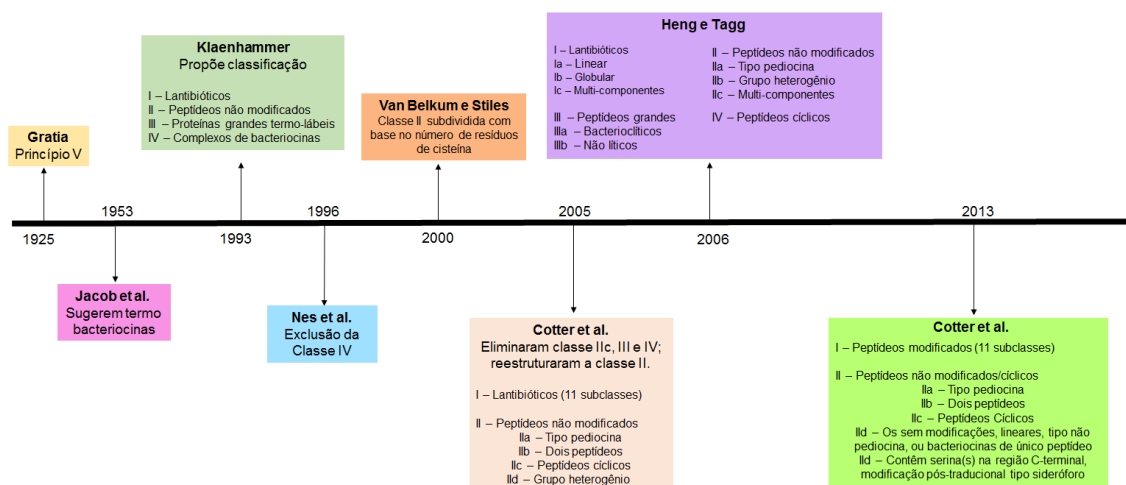 Gratia
Princípio V
Klaenhammer
Propõe classificação
I – Lantibióticos
II – Peptídeos não modificados
III – Proteínas grandes termo-lábeis
IV – Complexos de bacteriocinas
Van Belkum e Stiles
Classe II subdividida com
base no número de resíduos
de cisteína
Heng e Tagg
I – Lantibióticos
Ia – Linear
Ib – Globular
Ic – Multi-componentes
III – Peptídeos grandes
IIIa – Bacterioclíticos
IIIb – Não líticos
II – Peptídeos não modificados
IIa – Tipo pediocina
IIb – Grupo heterogênio
IIc – Multi-componentes
IV – Peptídeos cíclicos
1925
1953
1993
1996
2000
2005
2006
2013
Jacob et al.
Sugerem termo
bacteriocinas
Nes et al.
Exclusão da
Classe IV
Cotter et al.
Eliminaram classe IIc, III e IV;
reestruturaram a classe II.
I – Lantibióticos (11 subclasses)
II – Peptídeos não modificados
IIa – Tipo pediocina
IIb – Dois peptídeos
IIc – Peptídeos cíclicos
IId – Grupo heterogênio
Cotter et al.
I – Peptídeos modificados (11 subclasses)
II – Peptídeos não modificados/cíclicos
IIa – Tipo pediocina
IIb – Dois peptídeos
IIc – Peptídeos Cíclicos
IId – Os sem modificações, lineares, tipo não
pediocina, ou bacteriocinas de único peptídeo
IId – Contêm serina(s) na região C-terminal,
modificação pós-traducional tipo sideróforo